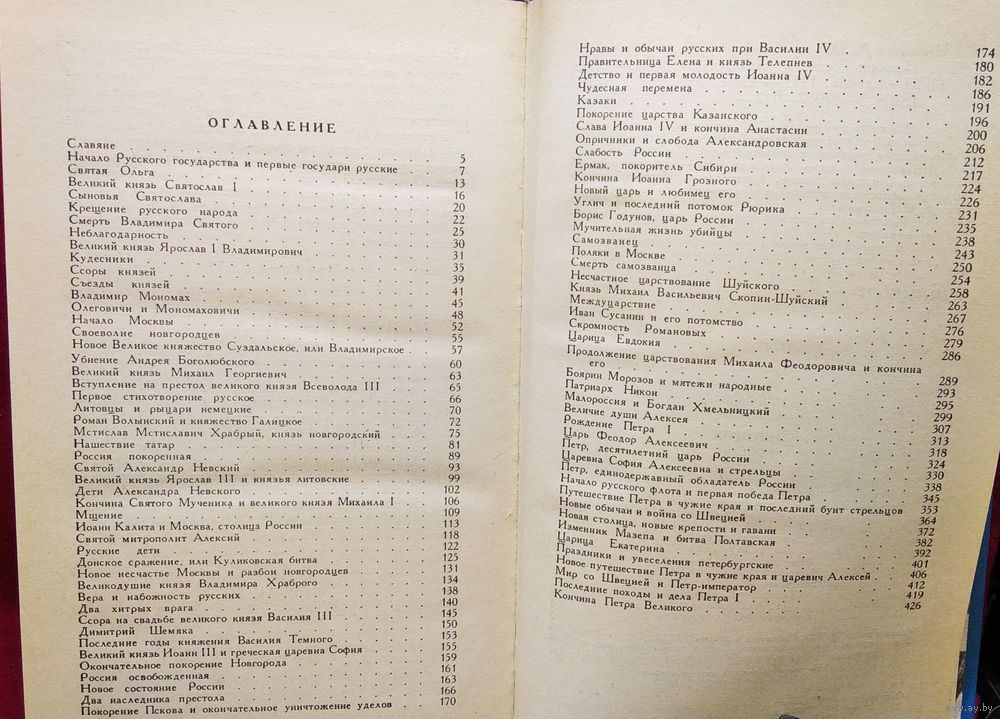 ОГЛАВЛЕНИЕ
Славяне . . . 5
Начало Русского государства и первые государи русские . . . 7
Святая Ольга . . . 13
Великий князь Святослав I . . . 16
Сыновья Святослава . . . 20
Крещение русского народа . . . 22
Смерть Владимира Святого . . . 25
Неблагодарность . . . 30
Великий князь Ярослав I Владимирович . . . 31
Кудесники . . . 35
Ссоры князей . . . 39
Съезды князей . . . 41
Владимир Мономах . . . 45
Олеговичи и Мономаховичи . . . 48
Начало Москвы . . . 52
Своеволие новгородцев . . . 55
Новое Великое княжество Суздальское, или Владимирское . . . 57
Убиение Андрея Боголюбского . . . 60
Великий князь Михаил Георгиевич . . . 63
Вступление на престол великого князя Всеволода III . . . 65
Первое стихотворение русское . . . 66
Литовцы и рыцари немецкие . . . 70
Роман Волынский и княжество Галицкое . . . 72
Мстислав Мстиславич Храбрый, князь новгородский . . . 75
Нашествие татар . . . 81
Россия покоренная . . . 89
Святой Александр Невский . . . 93
Великий князь Ярослав III и князья литовские . . . 99
Дети Александра Невского . . . 102
Кончина Святого Мученика и великого князя Михаила I . . . 106
Мщение . . . 109
Иоанн Калита и Москва, столица России . . . 113
Святой митрополит Алексий . . . 118
Русские дети . . . 122
Донское сражение, или Куликовская битва . . . 125
Новое несчастье Москвы и разбои новгородцев . . . 131
Великодушие князя Владимира Храброго . . . 134
Вера и набожность русских . . . 138
Два хитрых врага . . . 140
Ссора на свадьбе великого князя Василия III . . . 145
Димитрий Шемяка . . . 150
Последние годы княжения Василия Темного . . . 153
Великий князь Иоанн III и греческая царевна София . . . 155
Окончательное покорение Новгорода . . . 159
Россия освобожденная . . . 161
Новое состояние России . . . 163
Два наследника престола . . . 166
Покорение Пскова и окончательное уничтожение уделов . . . 170
Нравы и обычаи русских при Василии IV . . . 174
Правительница Елена и князь Телепнев . . . 180
Детство и первая молодость Иоанна IV . . . 182
Чудесная перемена . . . 186
Казаки . . . 191
Покорение царства Казанского . . . 196
Слава Иоанна IV и кончина Анастасии . . . 200
Опричники и слобода Александровская . . . 206
Слабость России . . . 212
Ермак, покоритель Сибири . . . 217
Кончина Иоанна Грозного . . . 224
Новый царь и любимец его . . . 226
Углич и последний потомок Рюрика . . . 231
Борис Годунов, царь России . . . 235
Мучительная жизнь убийцы . . . 238
Самозванец . . . 243
Поляки в Москве . . . 250
Смерть самозванца . . . 254
Несчастное царствование Шуйского . . . 258
Князь Михаил Васильевич Скопин-Шуйский . . . 263
Междуцарствие . . . 267
Иван Сусанин и его потомство . . . 276
Скромность Романовых . . . 279
Царица Евдокия . . . 286
Продолжение царствования Михаила Феодоровича и кончина
его . . . 289
Боярин Морозов и мятежи народные . . . 293
Патриарх Никон . . . 295
Малороссия и Богдан Хмельницкий . . . 299
Величие души Алексея . . . 307
Рождение Петра I . . . 313
Царь Феодор Алексеевич . . . 318
Петр, десятилетний царь России . . . 324
Царевна София Алексеевна и стрельцы . . . 330
Петр, единодержавный обладатель России . . . 338
Начало русского флота и первая победа Петра . . . 345
Путешествие Петра в чужие края и последний бунт стрельцов 353
Новые обычаи и война со Швецией . . . 364
Новая столица, новые крепости и гавани . . . 372
Изменник Мазепа и битва Полтавская . . . 382
Царица Екатерина . . . 392
Праздники и увеселения петербургские . . . 401
Новое путешествие Петра в чужие края и царевич Алексей . . . 406
Мир со Швецией и Петр-император . . . 412
Последние походы и дела Петра I . . . 419
Кончина Петра Великого . . . 426
www.ay.by